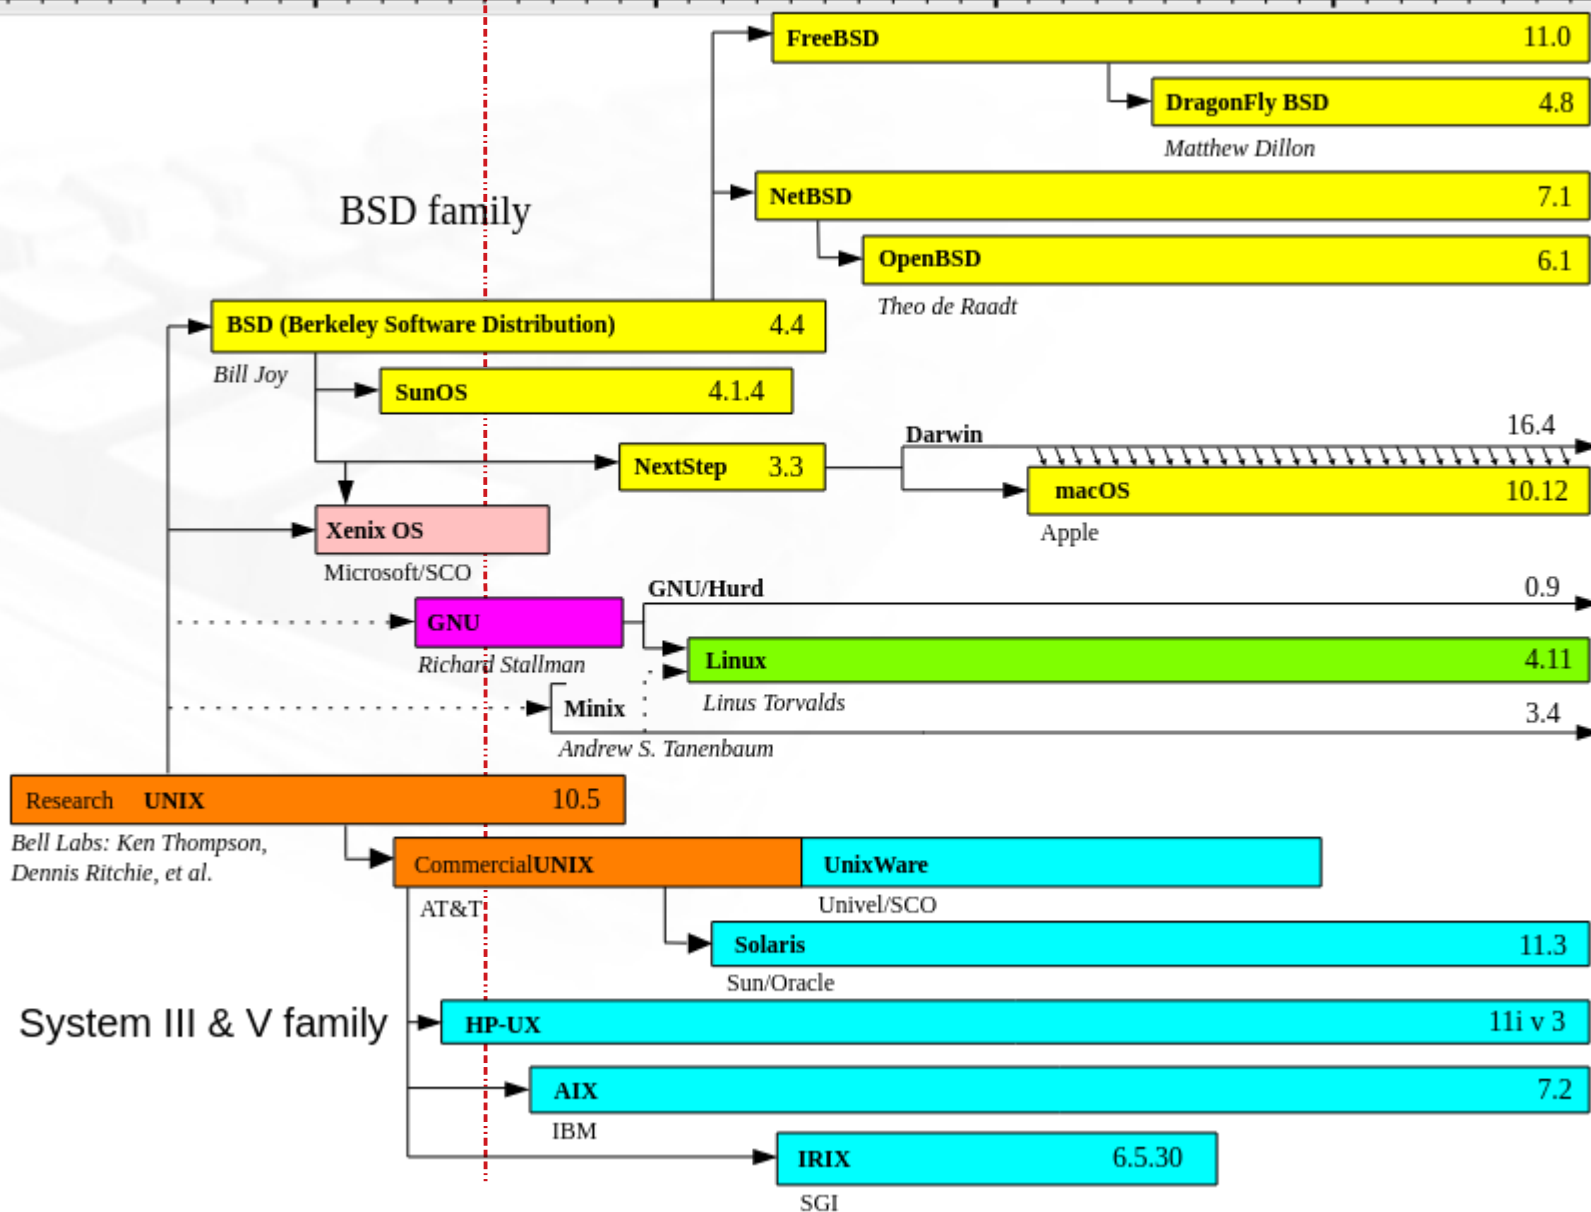 FreeBSD 11.0
DragonFly BSD 4.8
Matthew Dillon
BSD family
NetBSD 7.1
OpenBSD 6.1
Theo de Raadt
BSD (Berkeley Software Distribution) 4.4
Bill Joy
SunOS 4.1.4
Darwin 16.4
NextStep 3.3
macOS 10.12
Apple
Xenix OS
Microsoft/SCO
GNU/Hurd 0.9
GNU
Richard Stallman
Linux 4.11
Linus Torvalds
Minix 3.4
Andrew S. Tanenbaum
Research UNIX 10.5
Bell Labs: Ken Thompson,
Dennis Ritchie, et al.
CommercialUNIX
UnixWare
AT&T
Univel/SCO
Solaris 11.3
Sun/Oracle
System III & V family
HP-UX 11i v 3
AIX 7.2
IBM
IRIX 6.5.30
SGI